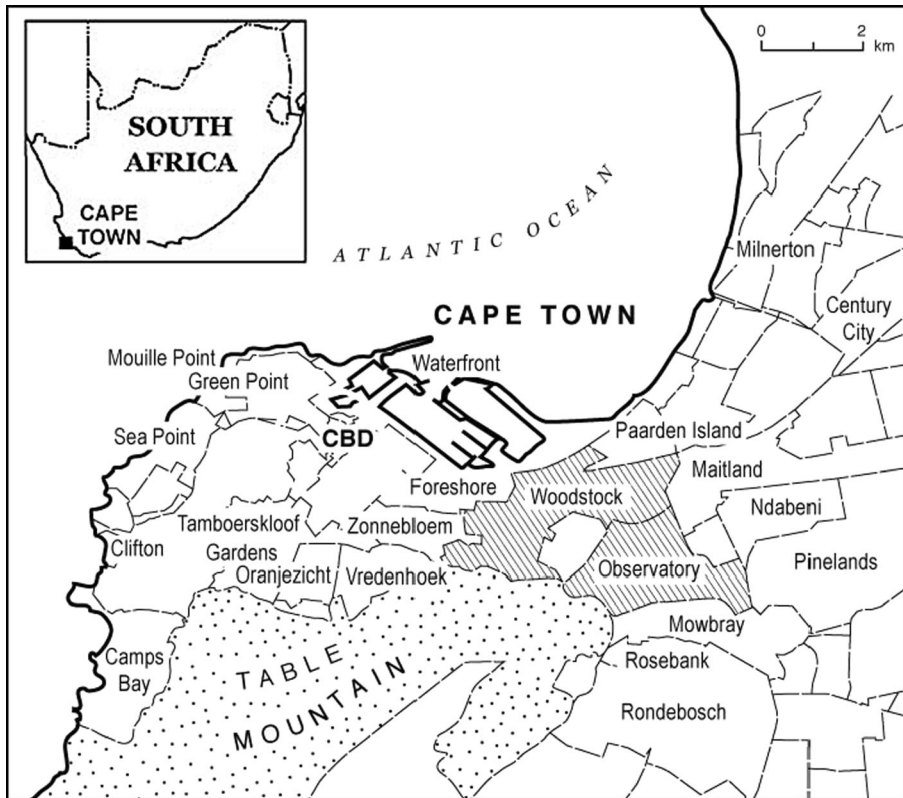 0 2
km
SOUTH
AFRICA
CAPE
TOWN
ATLANTIC OCEAN
Milnerton
Century
City
CAPE TOWN
Mouille Point
Waterfront
Green Point
Sea Point
CBD
Paarden Island
Maitland
Foreshore
Woodstock
Ndabeni
Tamboerskloof
Zonnebloem
Clifton
Gardens
Oranjezicht
Vredenhoek
Observatory
Pinelands
Mowbray
Camps
Bay
TABLE
MOUNTAIN
Rosebank
Rondebosch